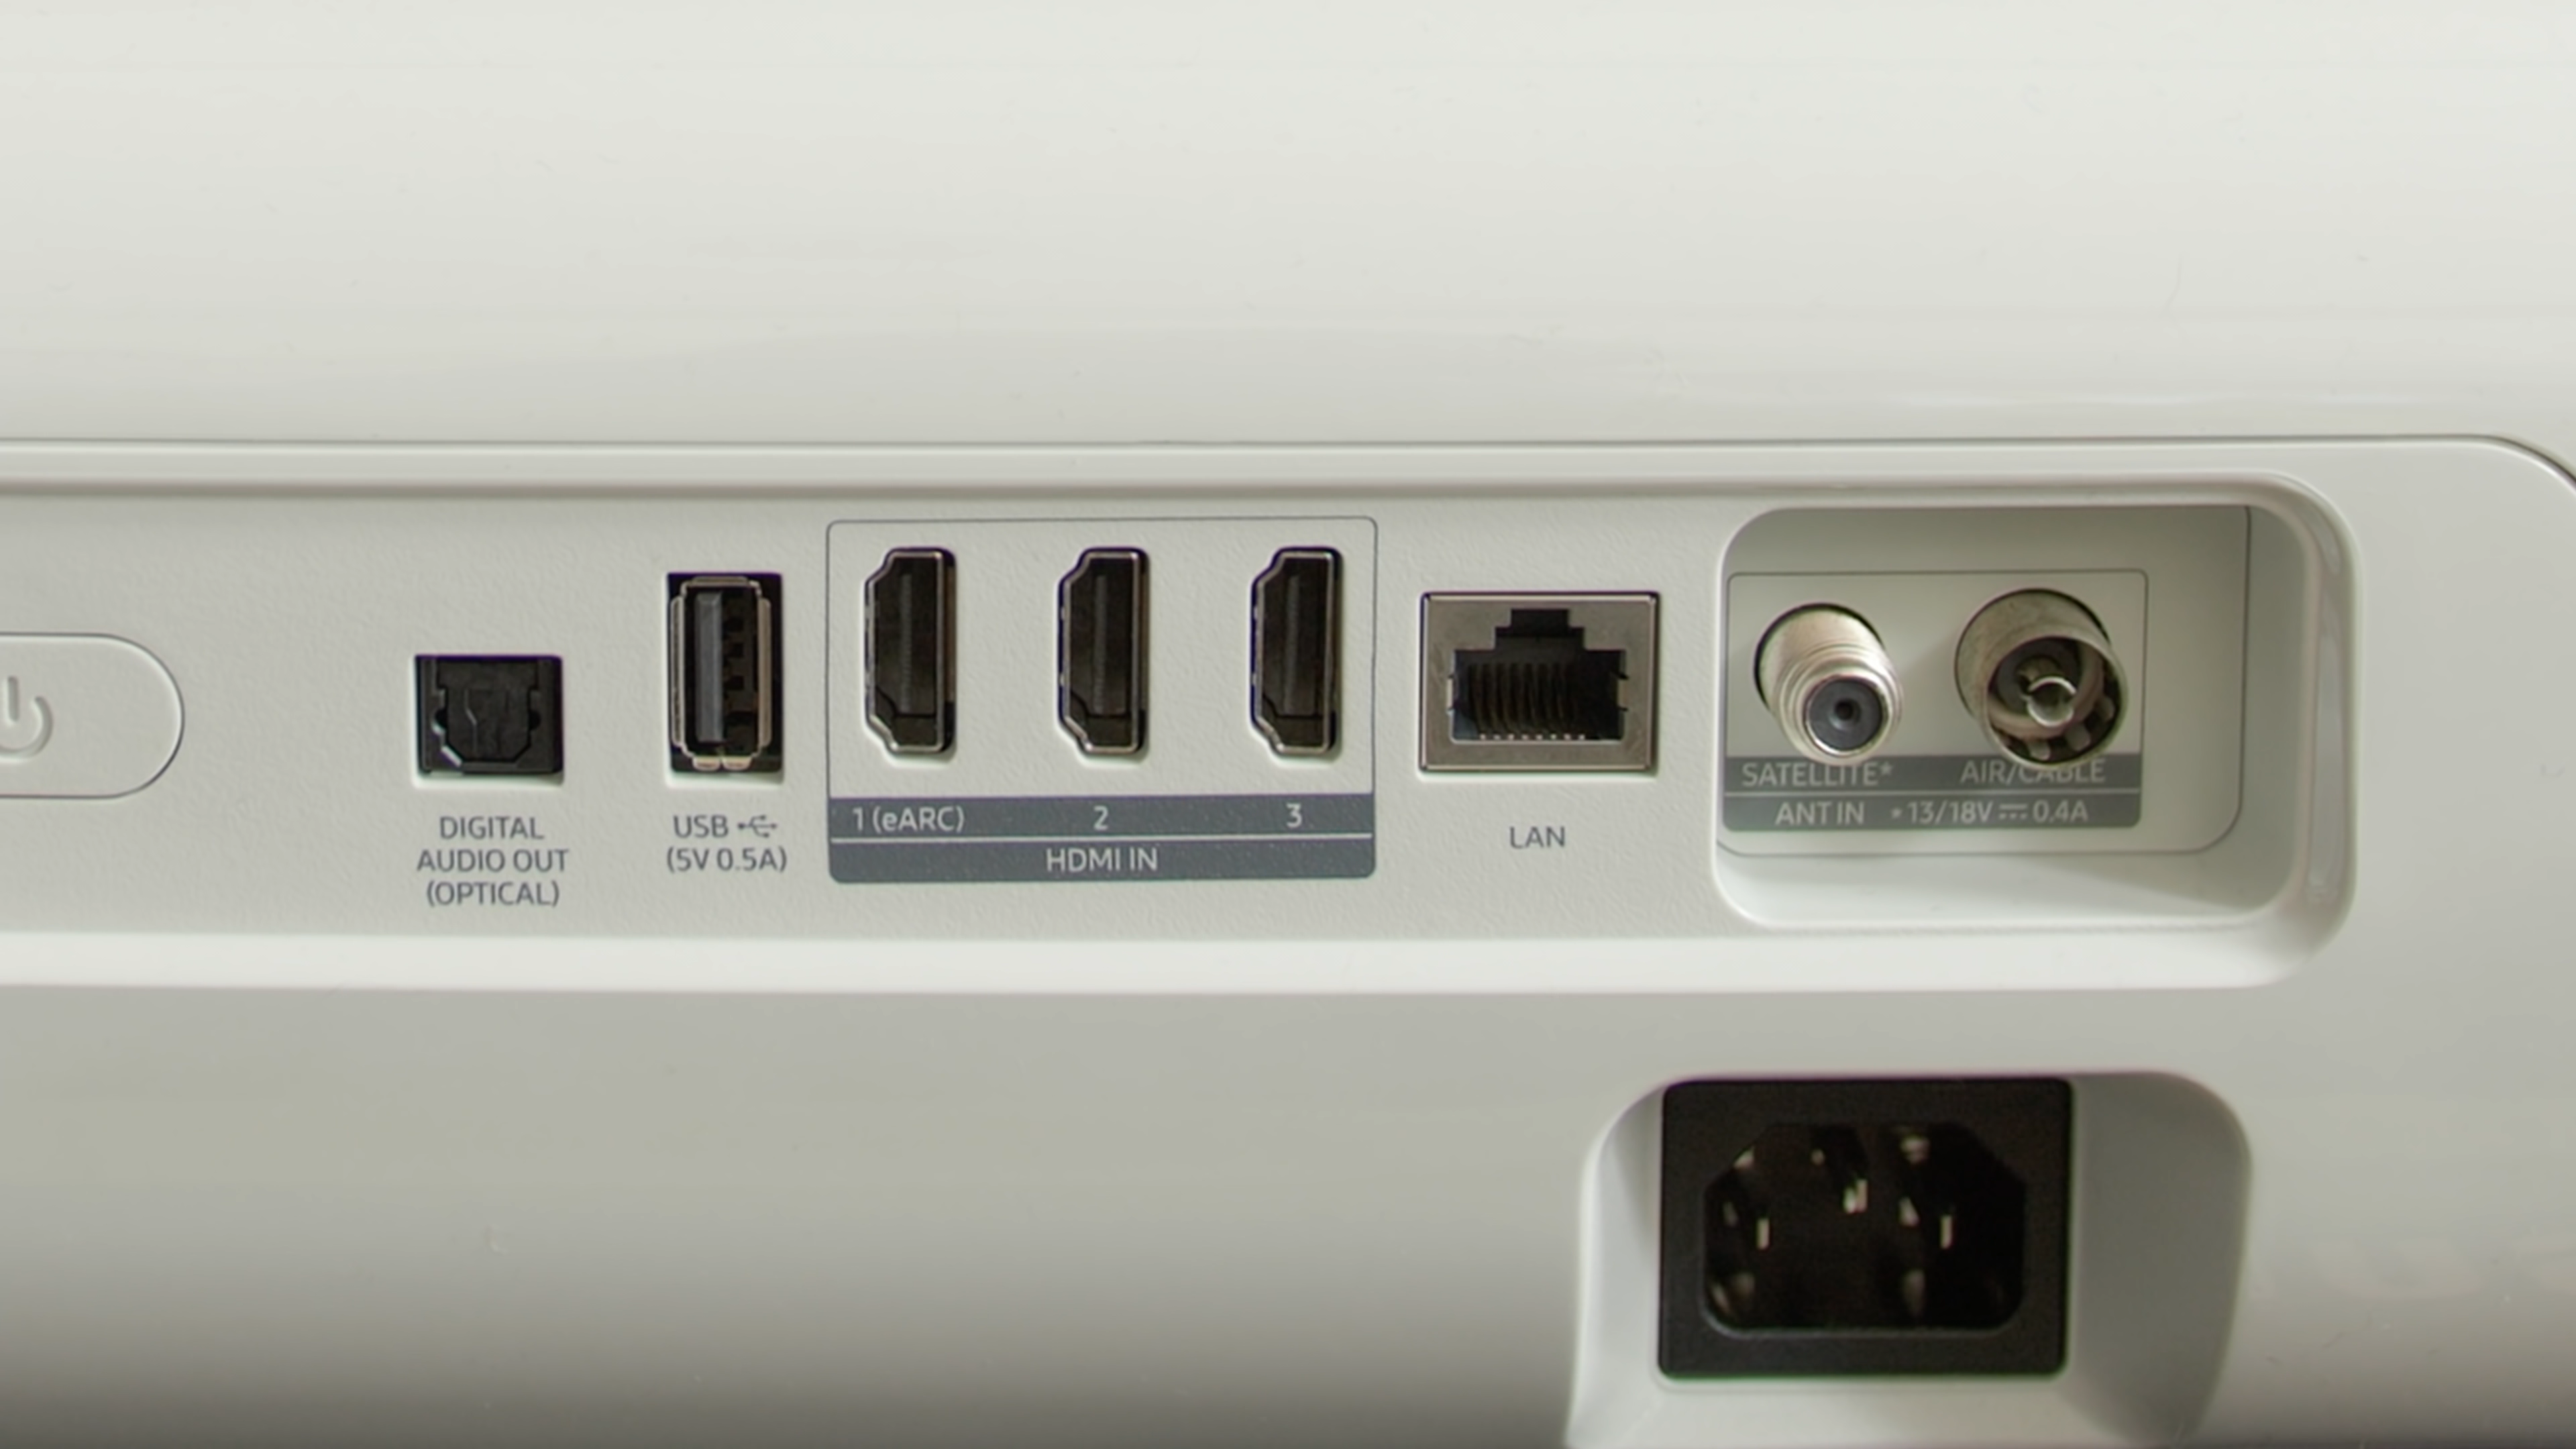 DIGITAL
AUDIO OUT
(OPTICAL)
USB
(5V 0.5A)
1 (eARC) 2 3
HDMI IN
LAN
SATELLITE* AIR/CABLE
ANT IN * 13/18V ⎓ 0.4A